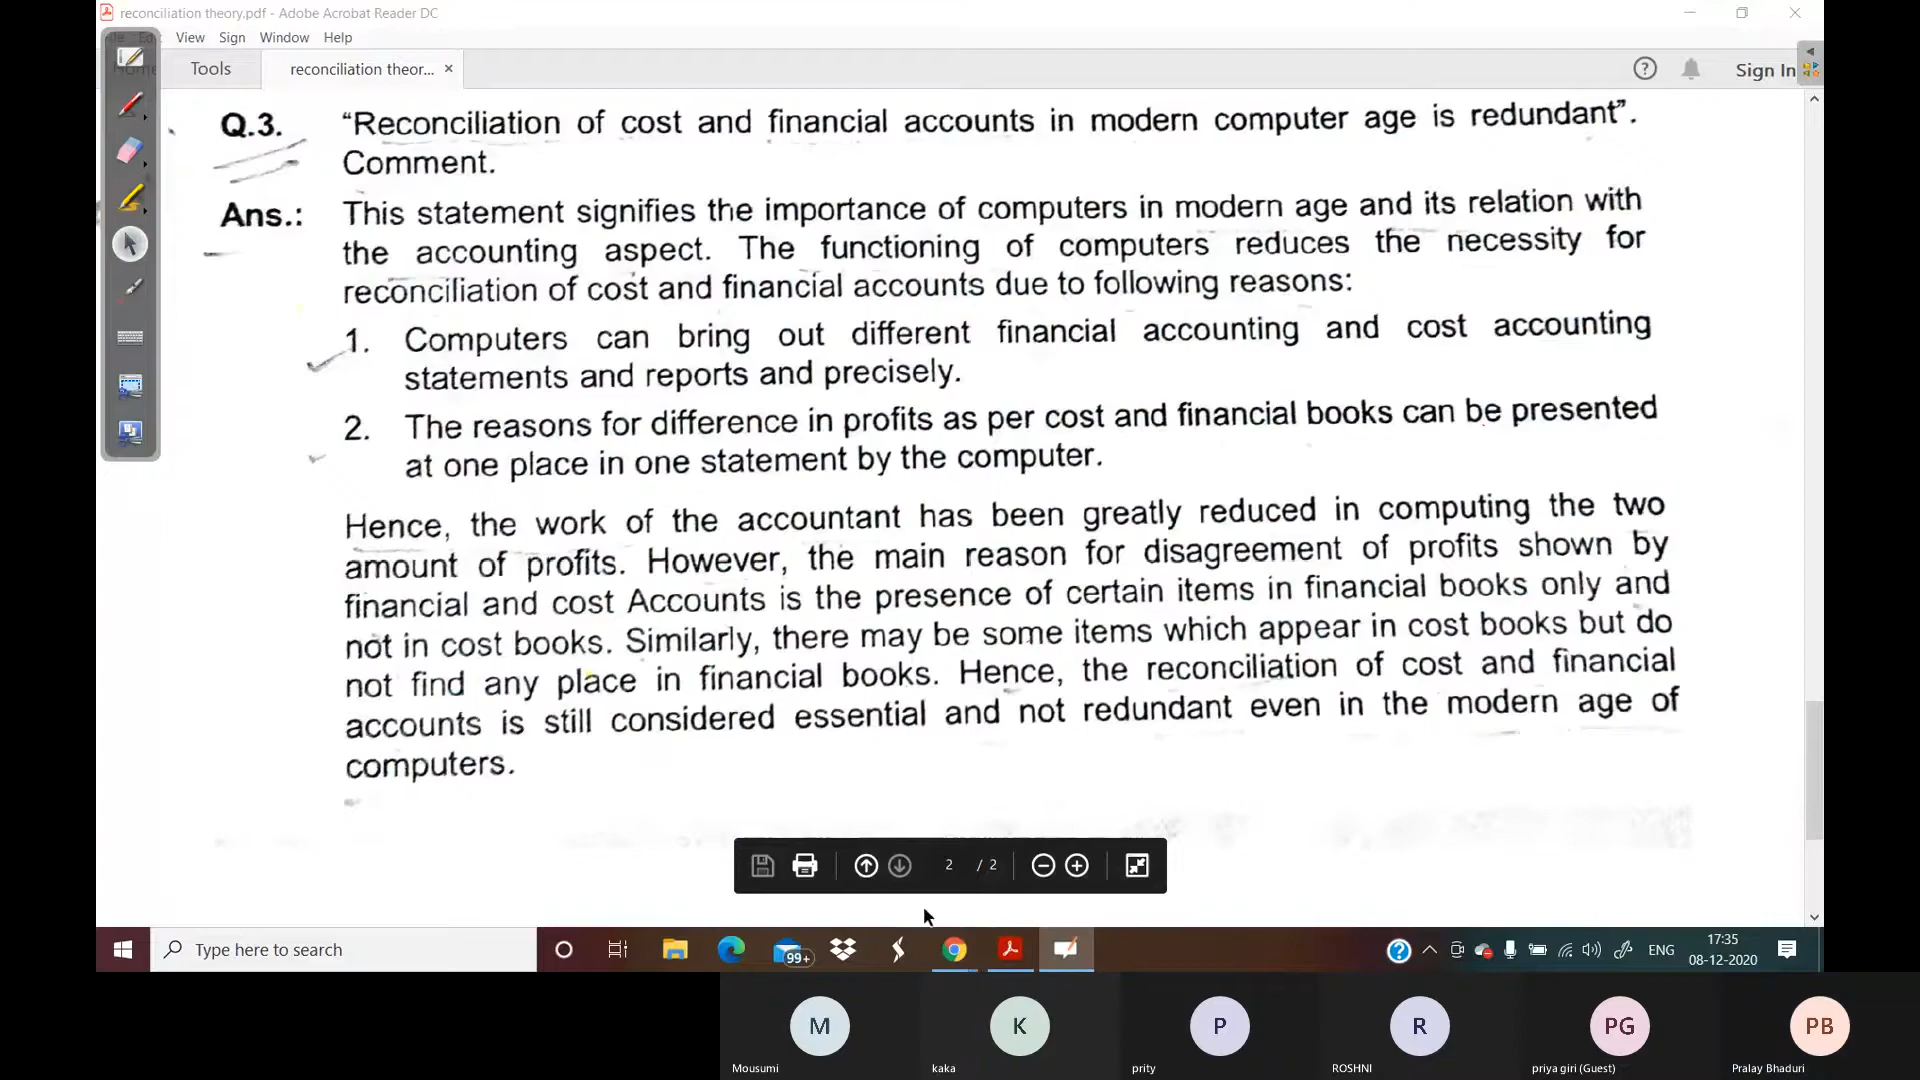 reconciliation theory.pdf - Adobe Acrobat Reader DC
View Sign Window Help
Tools
reconciliation theor... ×
Sign In
Q.3. “Reconciliation of cost and financial accounts in modern computer age is redundant”.
Comment.
Ans.: This statement signifies the importance of computers in modern age and its relation with
the accounting aspect. The functioning of computers reduces the necessity for
reconciliation of cost and financial accounts due to following reasons:
1. Computers can bring out different financial accounting and cost accounting
statements and reports and precisely.
2. The reasons for difference in profits as per cost and financial books can be presented
at one place in one statement by the computer.
Hence, the work of the accountant has been greatly reduced in computing the two
amount of profits. However, the main reason for disagreement of profits shown by
financial and cost Accounts is the presence of certain items in financial books only and
not in cost books. Similarly, there may be some items which appear in cost books but do
not find any place in financial books. Hence, the reconciliation of cost and financial
accounts is still considered essential and not redundant even in the modern age of
computers.
2 / 2
Type here to search
99+
ENG
17:35
08-12-2020
M K P R PG PB
Mousumi kaka prity ROSHNI priya giri (Guest) Pralay Bhaduri